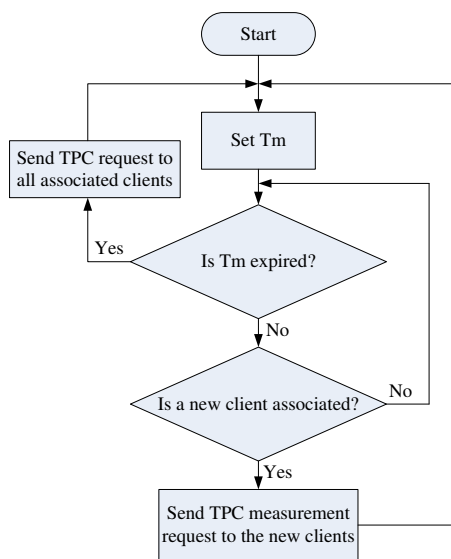 Start
Set Tm
Send TPC request to
all associated clients
Yes
Is Tm expired?
No
Is a new client associated?
No
Yes
Send TPC measurement
request to the new clients